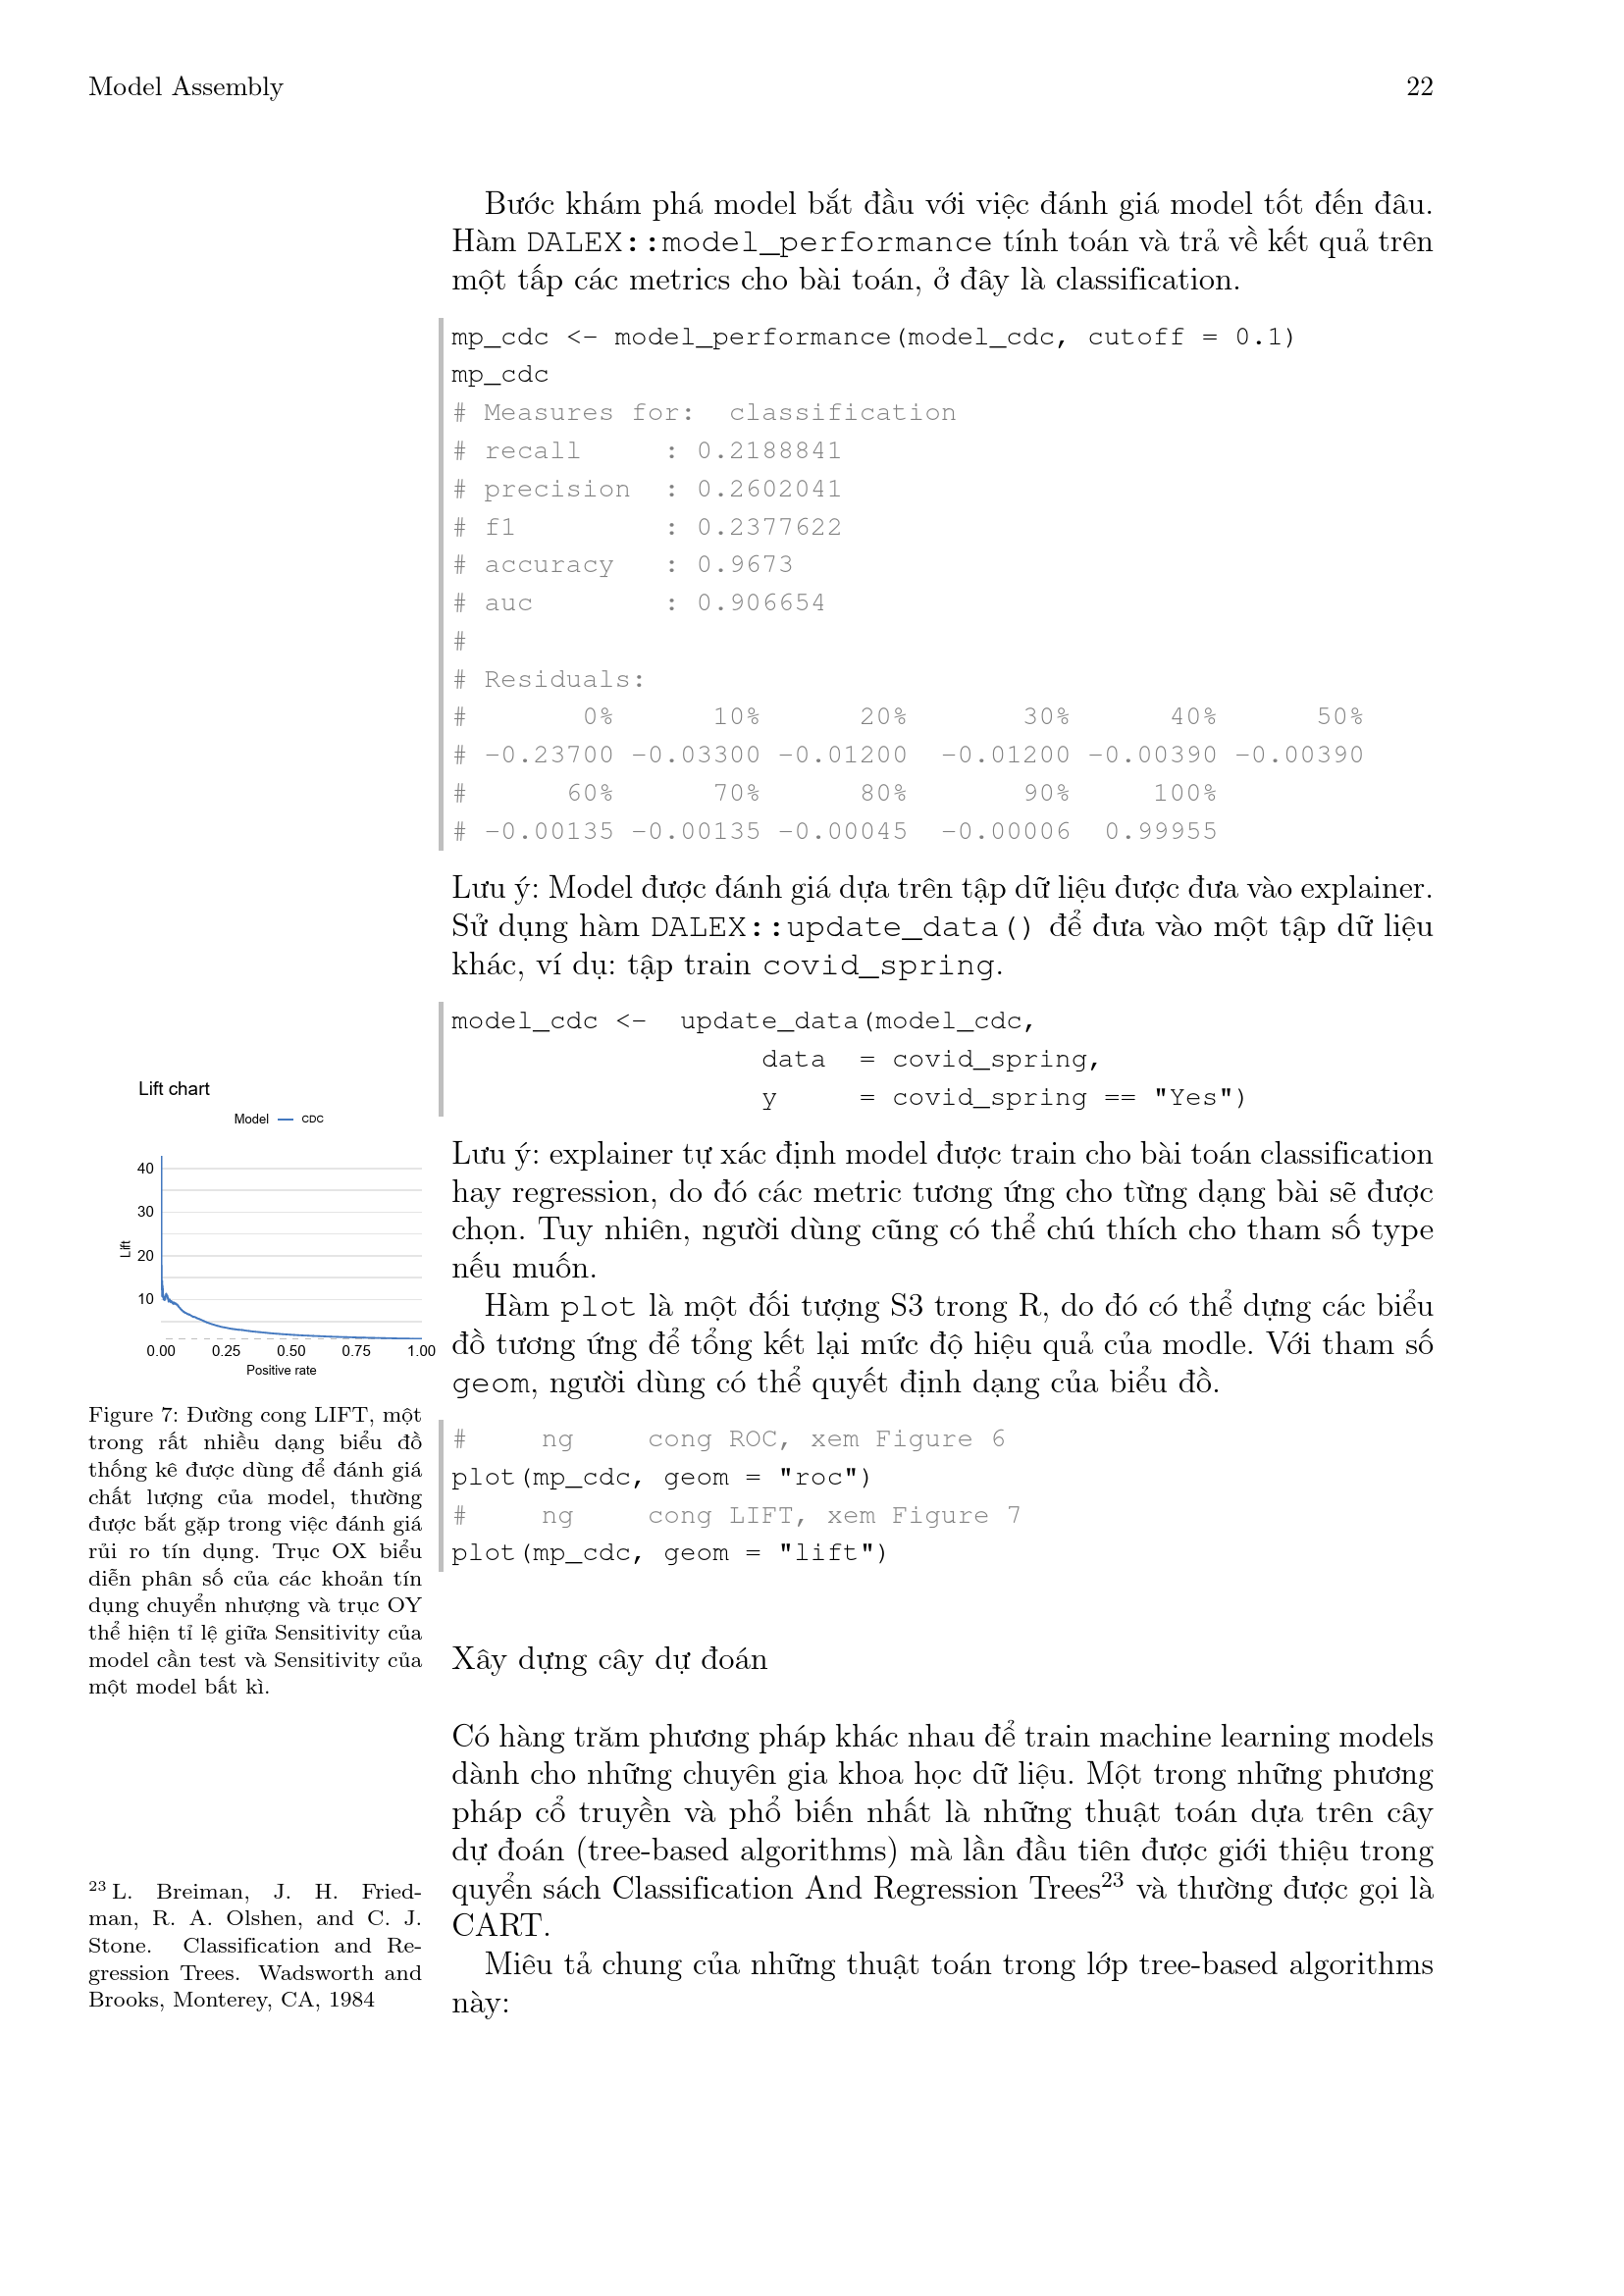 Model Assembly 22
Bước khám phá model bắt đầu với việc đánh giá model tốt đến đâu.
Hàm DALEX::model_performance tính toán và trả về kết quả trên
một tấp các metrics cho bài toán, ở đây là classification.
mp_cdc <- model_performance(model_cdc, cutoff = 0.1)
mp_cdc
# Measures for:  classification
# recall     : 0.2188841
# precision  : 0.2602041
# f1         : 0.2377622
# accuracy   : 0.9673
# auc        : 0.906654
#
# Residuals:
#       0%      10%      20%       30%      40%      50%
# -0.23700 -0.03300 -0.01200  -0.01200 -0.00390 -0.00390
#      60%      70%      80%       90%     100%
# -0.00135 -0.00135 -0.00045  -0.00006  0.99955
Lưu ý: Model được đánh giá dựa trên tập dữ liệu được đưa vào explainer.
Sử dụng hàm DALEX::update_data() để đưa vào một tập dữ liệu
khác, ví dụ: tập train covid_spring.
model_cdc <-  update_data(model_cdc,
                   data  = covid_spring,
                   y     = covid_spring == "Yes")
Lưu ý: explainer tự xác định model được train cho bài toán classification
hay regression, do đó các metric tương ứng cho từng dạng bài sẽ được
chọn. Tuy nhiên, người dùng cũng có thể chú thích cho tham số type
nếu muốn.
Hàm plot là một đối tượng S3 trong R, do đó có thể dựng các biểu
đồ tương ứng để tổng kết lại mức độ hiệu quả của modle. Với tham số
geom, người dùng có thể quyết định dạng của biểu đồ.
#    ng    cong ROC, xem Figure 6
plot(mp_cdc, geom = "roc")
#    ng    cong LIFT, xem Figure 7
plot(mp_cdc, geom = "lift")
Lift chart
Model CDC
40
30
20
10
Lift
0.00 0.25 0.50 0.75 1.00
Positive rate
Figure 7: Đường cong LIFT, một
trong rất nhiều dạng biểu đồ
thống kê được dùng để đánh giá
chất lượng của model, thường
được bắt gặp trong việc đánh giá
rủi ro tín dụng. Trục OX biểu
diễn phân số của các khoản tín
dụng chuyển nhượng và trục OY
thể hiện tỉ lệ giữa Sensitivity của
model cần test và Sensitivity của
một model bất kì.
Xây dựng cây dự đoán
Có hàng trăm phương pháp khác nhau để train machine learning models
dành cho những chuyên gia khoa học dữ liệu. Một trong những phương
pháp cổ truyền và phổ biến nhất là những thuật toán dựa trên cây
dự đoán (tree-based algorithms) mà lần đầu tiên được giới thiệu trong
quyển sách Classification And Regression Trees23 và thường được gọi là
CART.
Miêu tả chung của những thuật toán trong lớp tree-based algorithms
này:
23 L. Breiman, J. H. Fried-
man, R. A. Olshen, and C. J.
Stone. Classification and Re-
gression Trees. Wadsworth and
Brooks, Monterey, CA, 1984